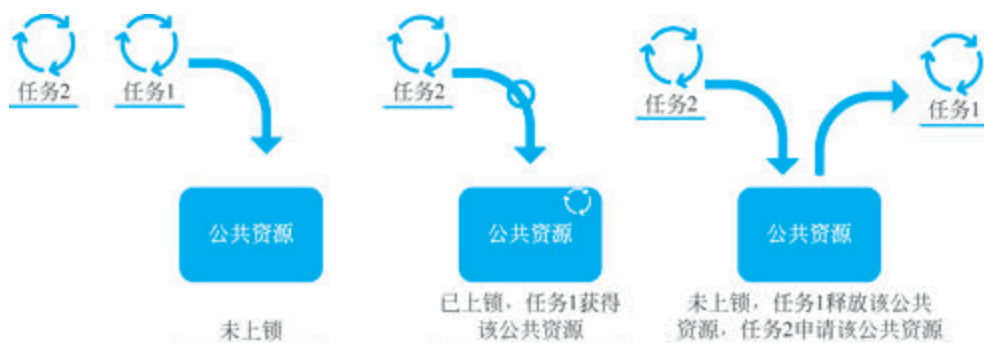 任务2
任务1
公共资源
未上锁
任务2
公共资源
已上锁，任务1获得
该公共资源
任务2
任务1
公共资源
未上锁，任务1释放该公共
资源，任务2申请该公共资源